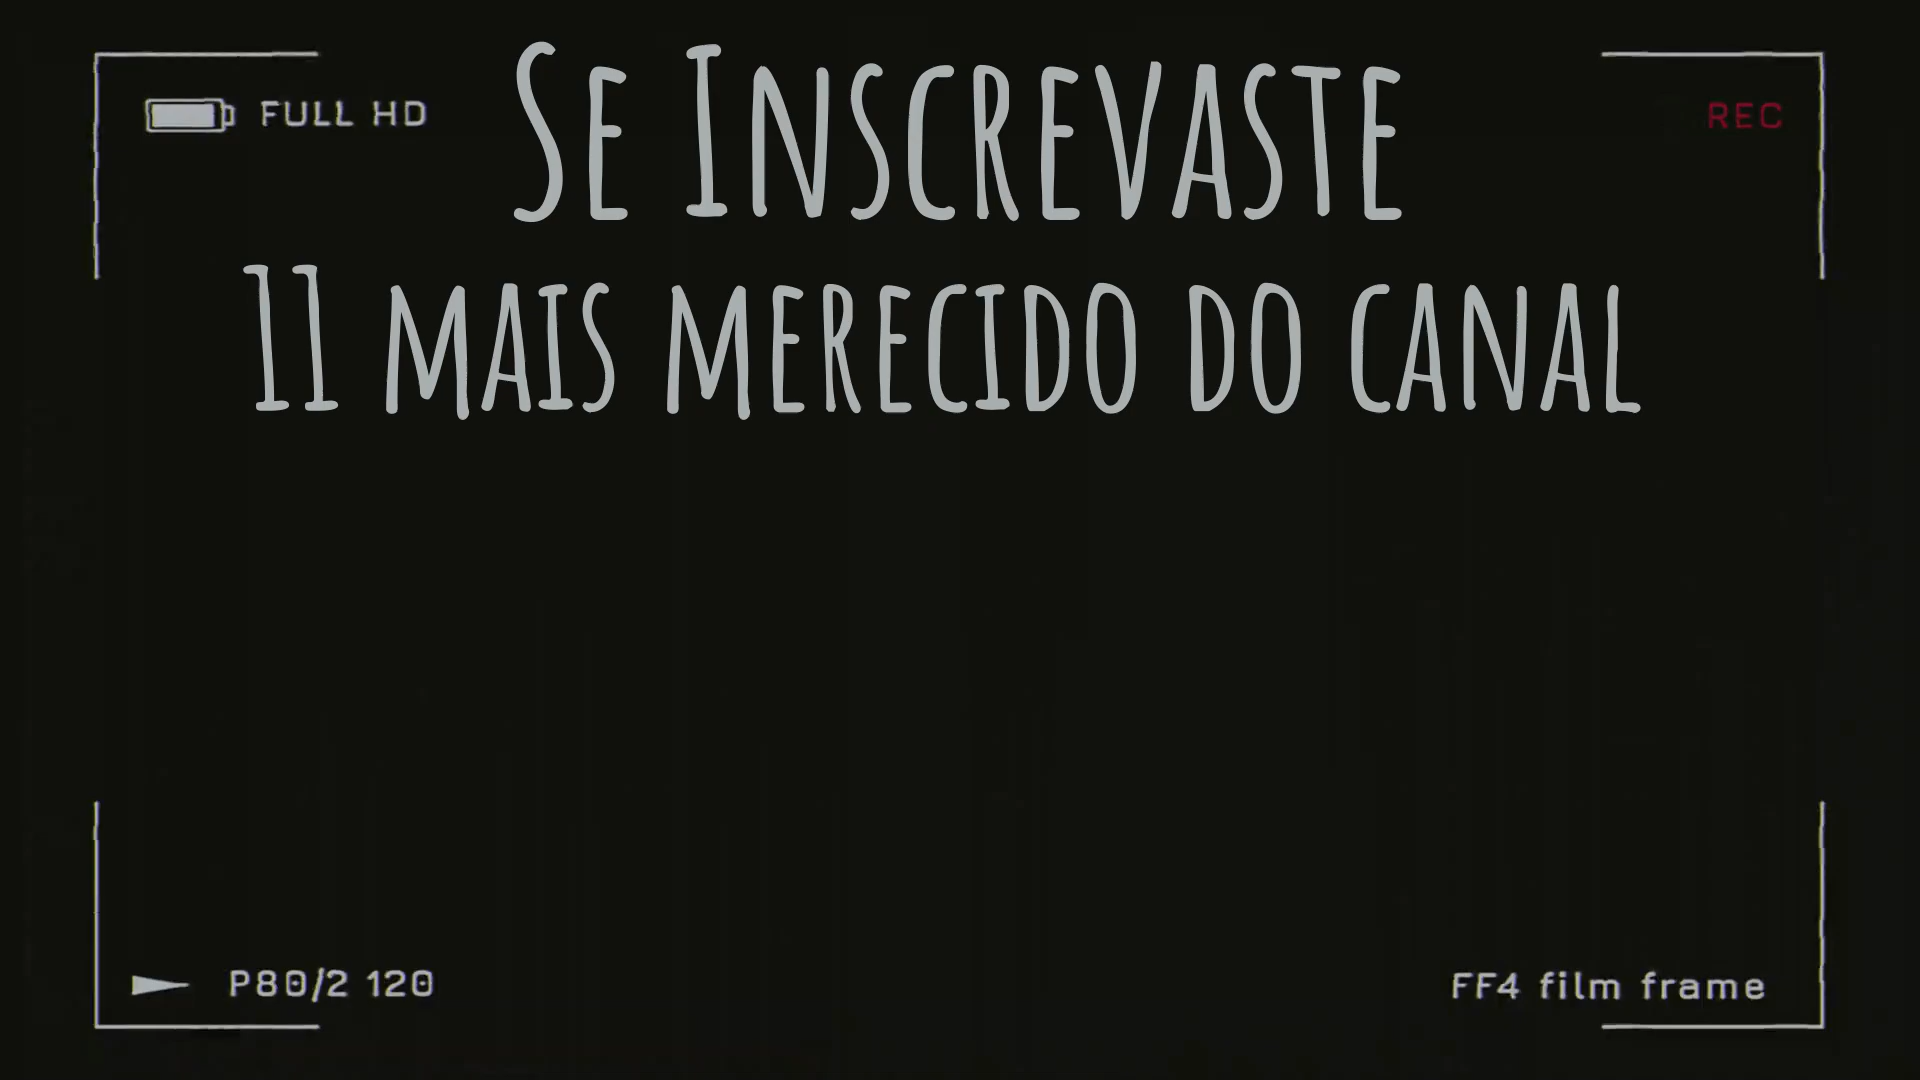 Se Inscrevaste
FULL HD
REC
11 mais merecido do canal
P80/2 120
FF4 film frame